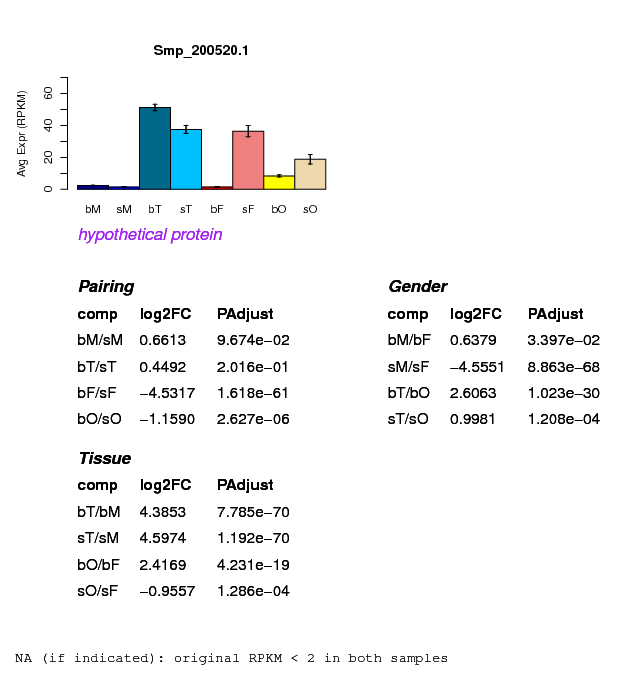 Smp_200520.1
Avg Expr (RPKM)
0 20 40 60
bM sM bT sT bF sF bO sO
hypothetical protein
Pairing
comp log2FC PAdjust
bM/sM 0.6613 9.674e−02
bT/sT 0.4492 2.016e−01
bF/sF −4.5317 1.618e−61
bO/sO −1.1590 2.627e−06
Gender
comp log2FC PAdjust
bM/bF 0.6379 3.397e−02
sM/sF −4.5551 8.863e−68
bT/bO 2.6063 1.023e−30
sT/sO 0.9981 1.208e−04
Tissue
comp log2FC PAdjust
bT/bM 4.3853 7.785e−70
sT/sM 4.5974 1.192e−70
bO/bF 2.4169 4.231e−19
sO/sF −0.9557 1.286e−04
NA (if indicated): original RPKM < 2 in both samples